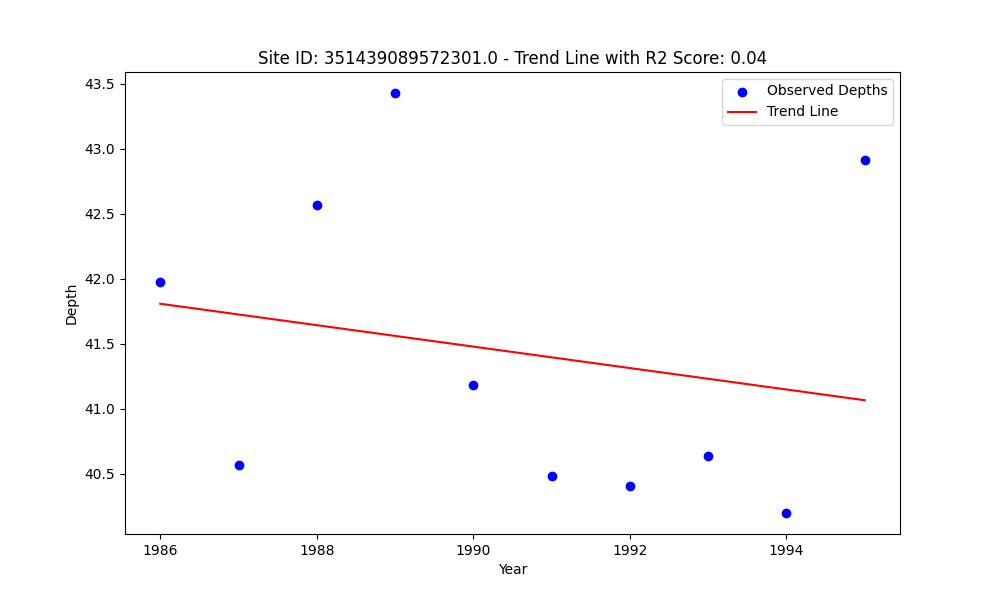 Site ID: 351439089572301.0 - Trend Line with R2 Score: 0.04
Observed Depths
Trend Line
43.5
43.0
42.5
42.0
41.5
41.0
40.5
Depth
1986
1988
1990
1992
1994
Year